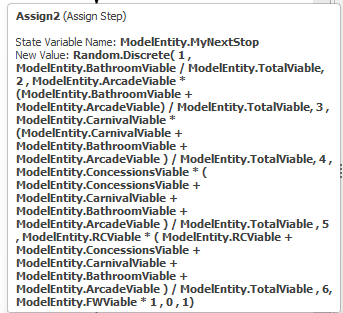 Assign2 (Assign Step)
State Variable Name: ModelEntity.MyNextStop
New Value: Random.Discrete( 1 ,
ModelEntity.BathroomViable / ModelEntity.TotalViable,
2 , ModelEntity.ArcadeViable *
(ModelEntity.BathroomViable +
ModelEntity.ArcadeViable) / ModelEntity.TotalViable, 3 ,
ModelEntity.CarnivalViable *
(ModelEntity.CarnivalViable +
ModelEntity.BathroomViable +
ModelEntity.ArcadeViable ) / ModelEntity.TotalViable, 4 ,
ModelEntity.ConcessionsViable * (
ModelEntity.ConcessionsViable +
ModelEntity.CarnivalViable +
ModelEntity.BathroomViable +
ModelEntity.ArcadeViable ) / ModelEntity.TotalViable , 5
, ModelEntity.RCViable * ( ModelEntity.RCViable +
ModelEntity.ConcessionsViable +
ModelEntity.CarnivalViable +
ModelEntity.BathroomViable +
ModelEntity.ArcadeViable ) / ModelEntity.TotalViable , 6,
ModelEntity.FWViable * 1 , 0 , 1)